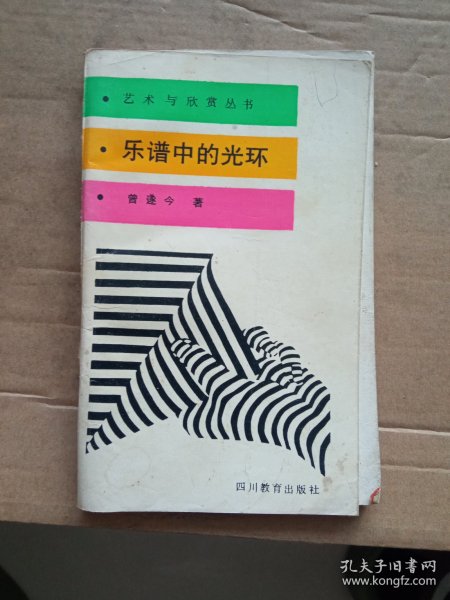 • 艺术与欣赏丛书
• 乐谱中的光环
• 曾遂今 著
四川教育出版社
孔夫子旧书网
www.kongfz.com